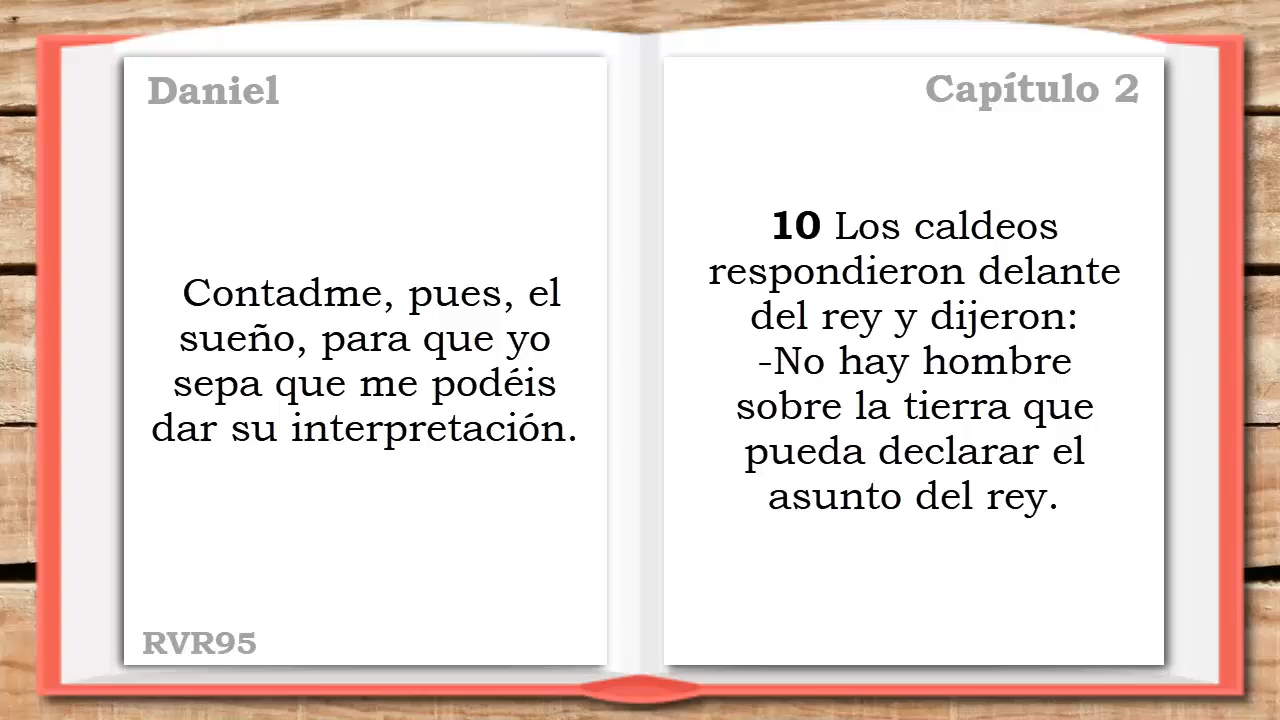 Daniel
Contadme, pues, el
sueño, para que yo
sepa que me podéis
dar su interpretación.
RVR95
Capítulo 2
10 Los caldeos
respondieron delante
del rey y dijeron:
-No hay hombre
sobre la tierra que
pueda declarar el
asunto del rey.